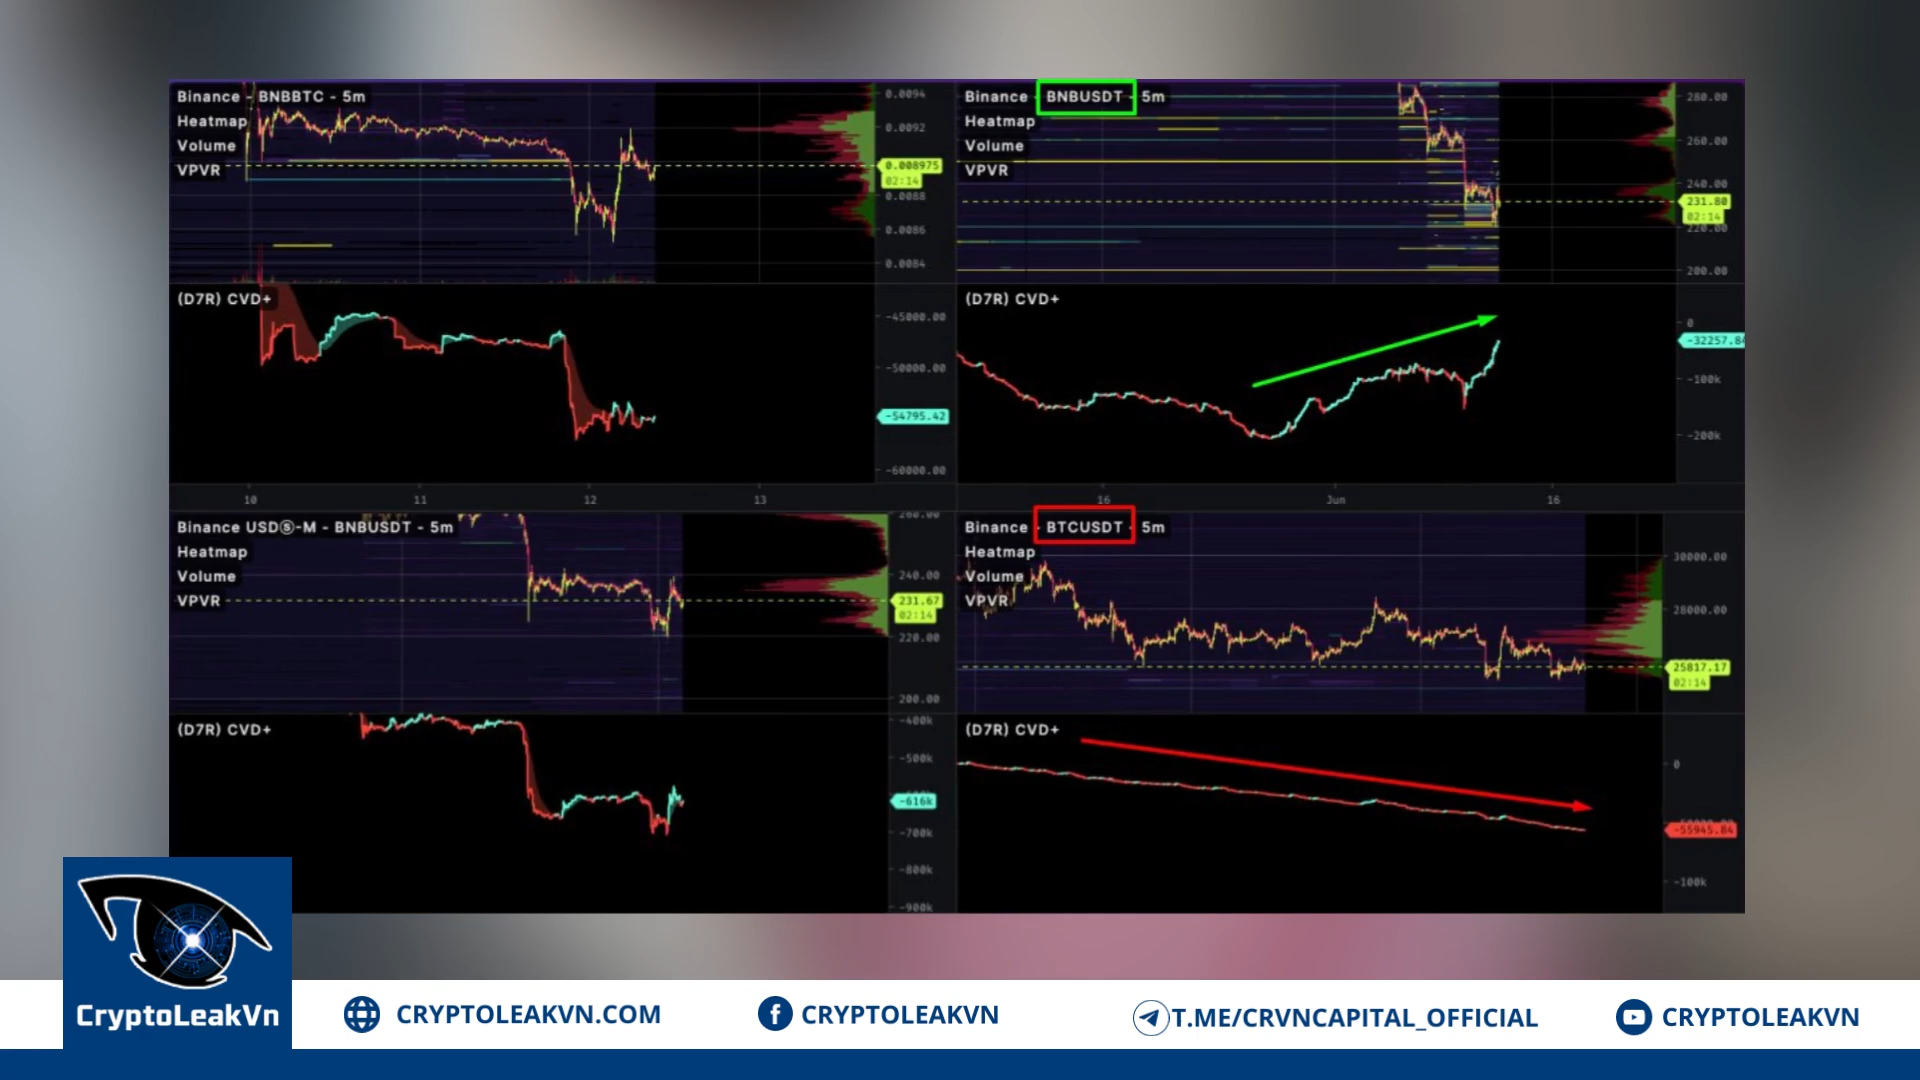 Binance - BNBBTC - 5m
Heatmap
Volume
VPVR
0.0094
0.0092
0.008975
02:14
0.0088
0.0086
0.0084
(D7R) CVD+
-45000.00
-50000.00
-54795.42
-60000.00
10
11
12
13
Binance - BNBUSDT - 5m
Heatmap
Volume
VPVR
280.00
260.00
240.00
231.80
02:14
220.00
200.00
(D7R) CVD+
0
-32257.84
-100k
-200k
16
Jun
16
Binance USDⓈ-M - BNBUSDT - 5m
Heatmap
Volume
VPVR
260.00
240.00
231.67
02:14
220.00
200.00
(D7R) CVD+
-400k
-500k
-616k
-700k
-800k
-900k
Binance - BTCUSDT - 5m
Heatmap
Volume
VPVR
30000.00
28000.00
25817.17
02:14
(D7R) CVD+
0
-55945.84
-100k
CryptoLeakVn
CRYPTOLEAKVN.COM
CRYPTOLEAKVN
T.ME/CRVNCAPITAL_OFFICIAL
CRYPTOLEAKVN